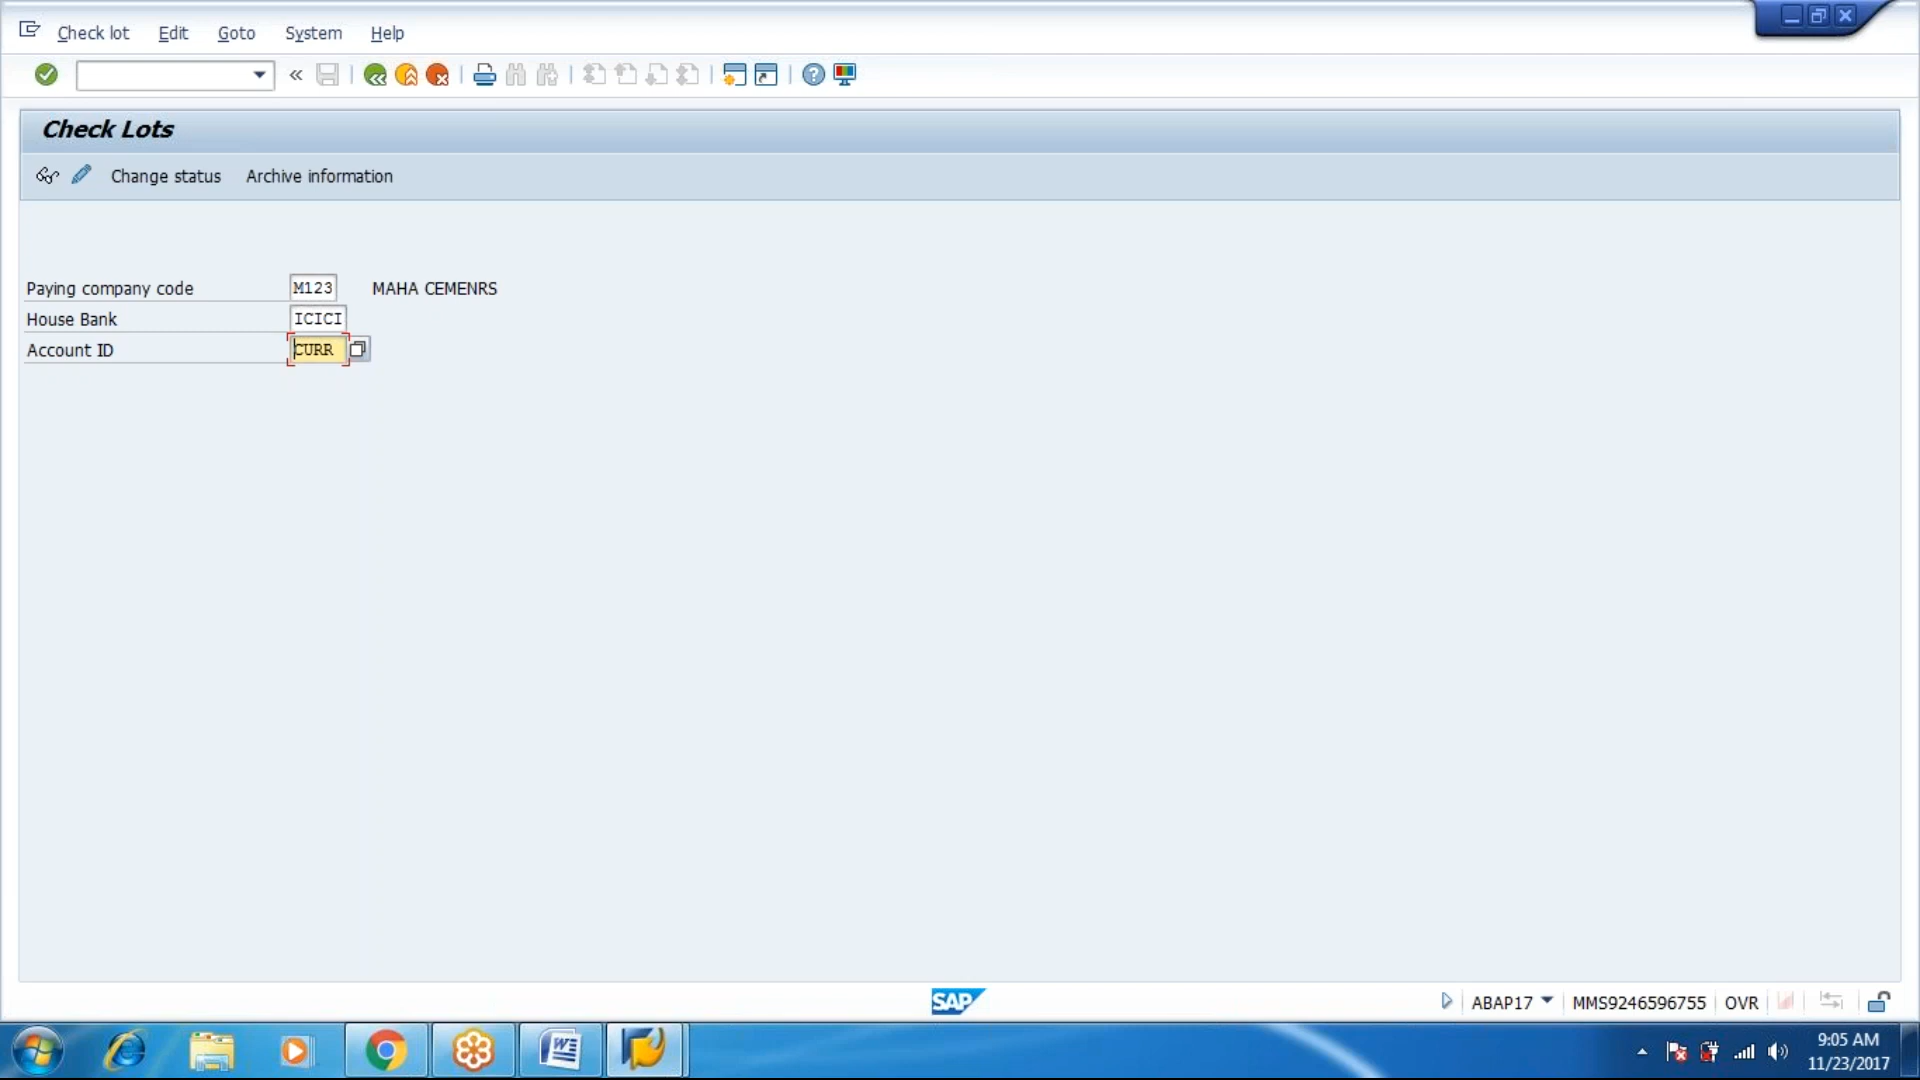 Check lot Edit Goto System Help
Check Lots
Change status Archive information
Paying company code M123 MAHA CEMENRS
House Bank ICICI
Account ID CURR
SAP
ABAP17 MMS9246596755 OVR
9:05 AM
11/23/2017